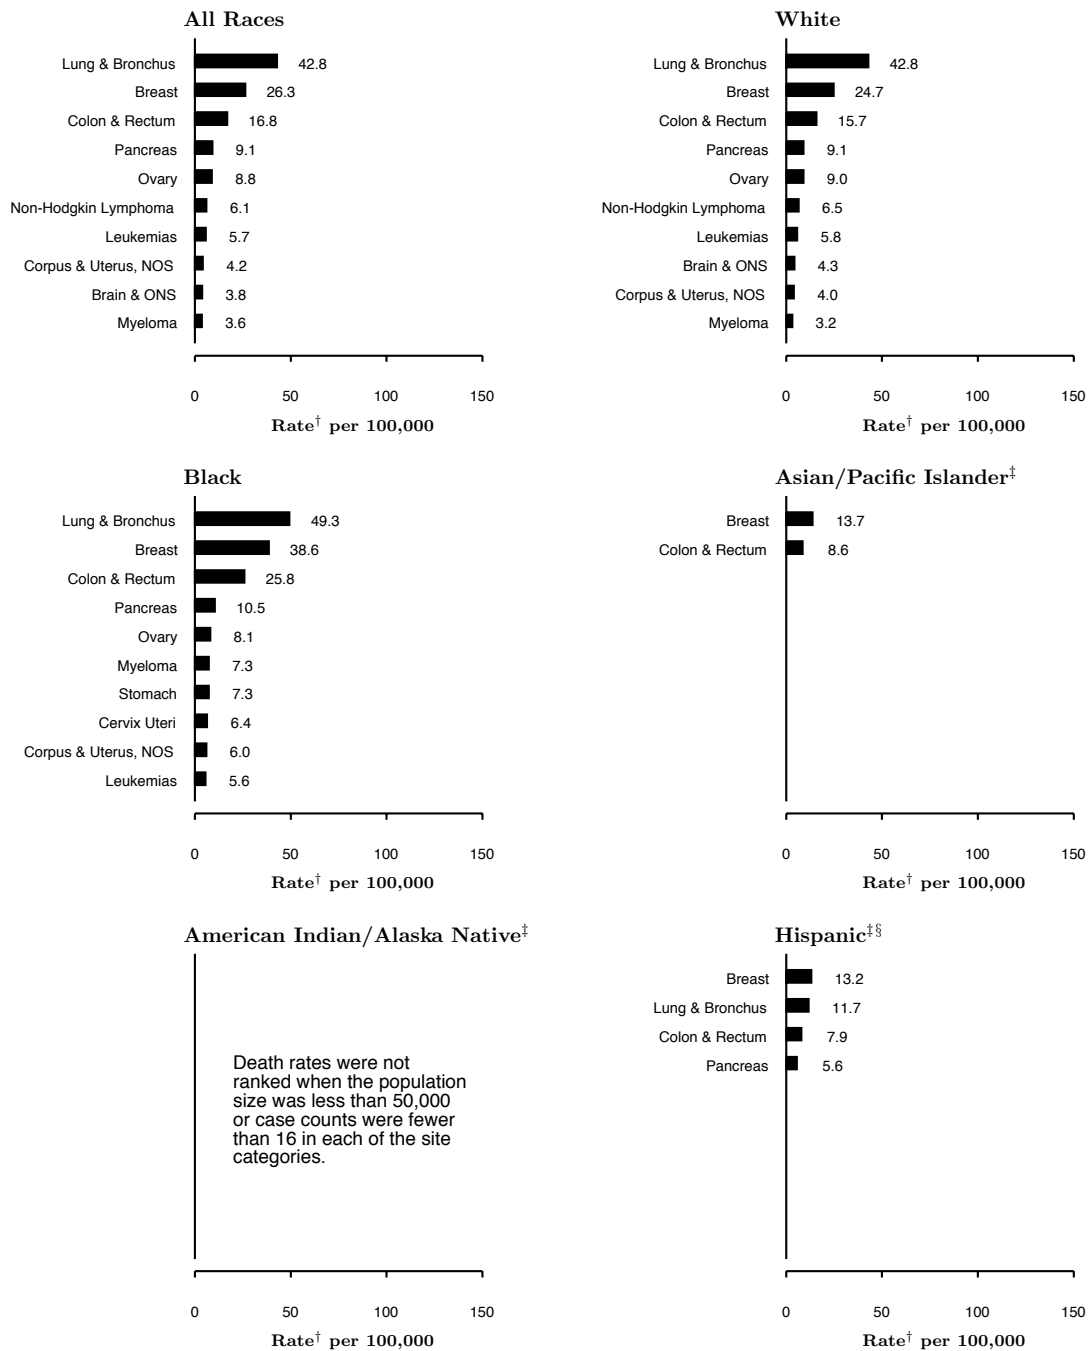 All Races
Lung & Bronchus 42.8
Breast 26.3
Colon & Rectum 16.8
Pancreas 9.1
Ovary 8.8
Non-Hodgkin Lymphoma 6.1
Leukemias 5.7
Corpus & Uterus, NOS 4.2
Brain & ONS 3.8
Myeloma 3.6
0 50 100 150
Rate† per 100,000
White
Lung & Bronchus 42.8
Breast 24.7
Colon & Rectum 15.7
Pancreas 9.1
Ovary 9.0
Non-Hodgkin Lymphoma 6.5
Leukemias 5.8
Brain & ONS 4.3
Corpus & Uterus, NOS 4.0
Myeloma 3.2
0 50 100 150
Rate† per 100,000
Black
Lung & Bronchus 49.3
Breast 38.6
Colon & Rectum 25.8
Pancreas 10.5
Ovary 8.1
Myeloma 7.3
Stomach 7.3
Cervix Uteri 6.4
Corpus & Uterus, NOS 6.0
Leukemias 5.6
0 50 100 150
Rate† per 100,000
Asian/Pacific Islander‡
Breast 13.7
Colon & Rectum 8.6
0 50 100 150
Rate† per 100,000
American Indian/Alaska Native‡
Death rates were not
ranked when the population
size was less than 50,000
or case counts were fewer
than 16 in each of the site
categories.
0 50 100 150
Rate† per 100,000
Hispanic‡§
Breast 13.2
Lung & Bronchus 11.7
Colon & Rectum 7.9
Pancreas 5.6
0 50 100 150
Rate† per 100,000